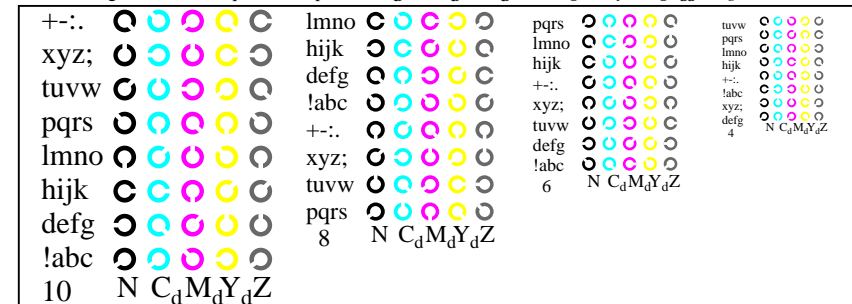 +-:.
xyz;
tuvw
pqrs
lmno
hijk
defg
!abc
10 N CdMdYdZ
lmno
hijk
defg
!abc
+-:.
xyz;
tuvw
pqrs
8 N CdMdYdZ
pqrs
lmno
hijk
+-:.
xyz;
tuvw
defg
!abc
6 N CdMdYdZ
tuvw
pqrs
lmno
hijk
+-:.
!abc
xyz;
defg
4 N CdMdYdZ